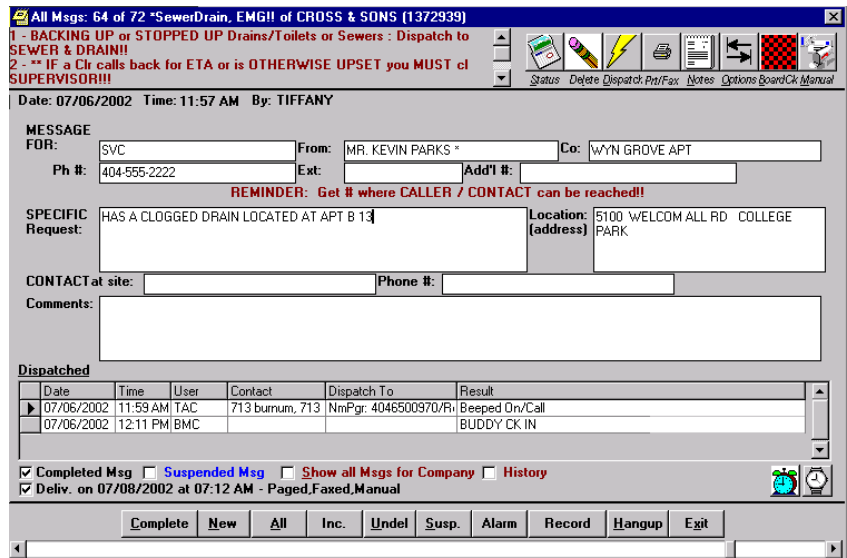 All Msgs: 64 of 72 *SewerDrain, EMG!! of CROSS & SONS (1372939)
1 - BACKING UP or STOPPED UP Drains/Toilets or Sewers : Dispatch to
SEWER & DRAIN!!
2 - ** IF a Clr calls back for ETA or is OTHERWISE UPSET you MUST cl
SUPERVISOR!!!
Status Delete Dispatch Prt/Fax Notes Options BoardCk Manual
Date: 07/06/2002 Time: 11:57 AM By: TIFFANY
MESSAGE
FOR: SVC From: MR. KEVIN PARKS * Co: WYN GROVE APT
Ph #: 404-555-2222 Ext: Add'l #:
REMINDER: Get # where CALLER / CONTACT can be reached!!
SPECIFIC HAS A CLOGGED DRAIN LOCATED AT APT B 13 Location: 5100 WELCOM ALL RD COLLEGE
Request: (address) PARK
CONTACT at site: Phone #:
Comments:
Dispatched
Date Time User Contact Dispatch To Result
07/06/2002 11:59 AM TAC 713 burnum, 713 NmPgr: 4046500970/R Beeped On/Call
07/06/2002 12:11 PM BMC BUDDY CK IN
Completed Msg Suspended Msg Show all Msgs for Company History
Deliv. on 07/08/2002 at 07:12 AM - Paged,Faxed,Manual
Complete New All Inc. Undel Susp. Alarm Record Hangup Exit